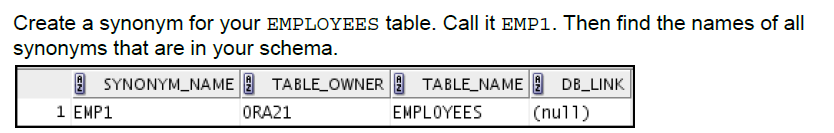 Create a synonym for your EMPLOYEES table. Call it EMP1. Then find the names of all
synonyms that are in your schema.
SYNONYM_NAME TABLE_OWNER TABLE_NAME DB_LINK
1 EMP1 ORA21 EMPLOYEES (null)